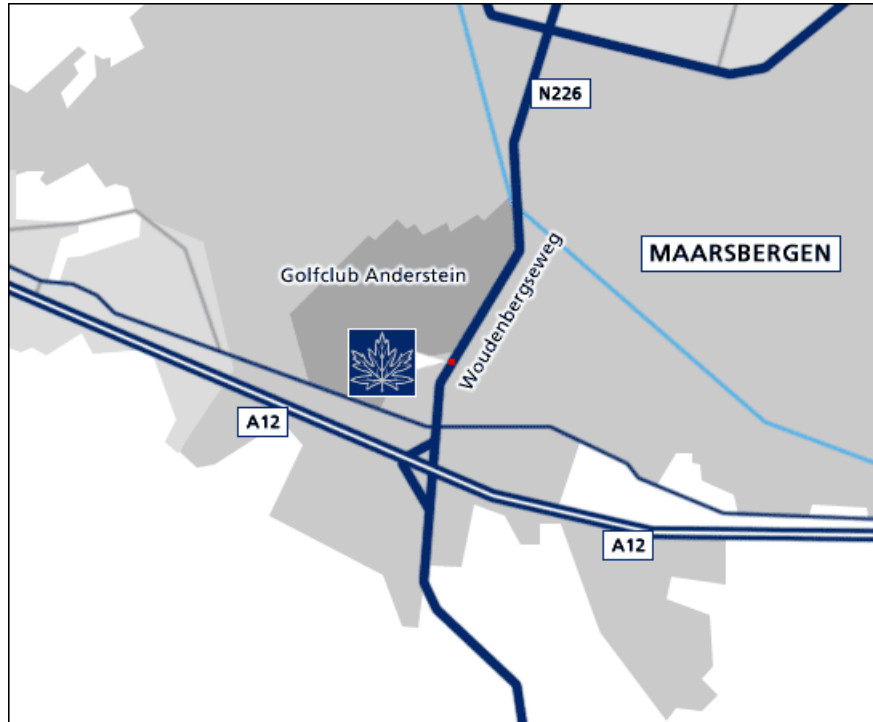 N226
MAARSBERGEN
Golfclub Anderstein
Woudenbergseweg
A12
A12